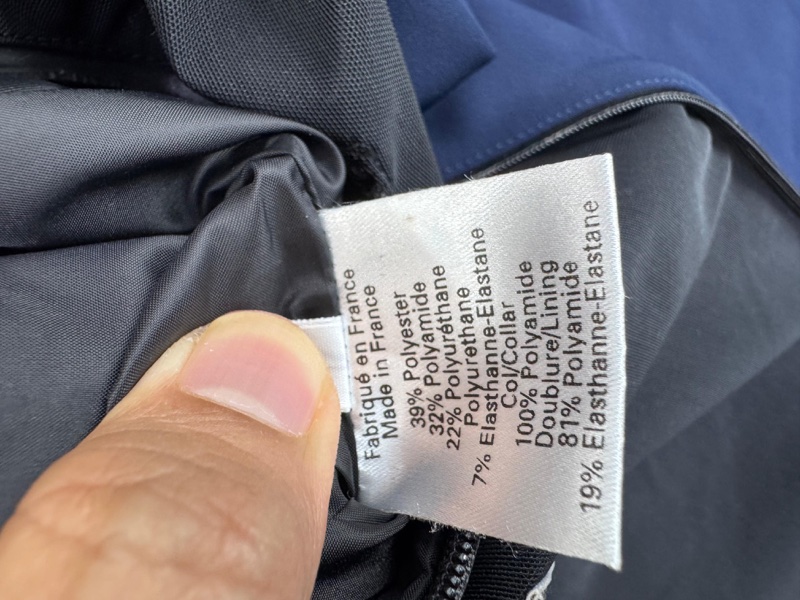 Fabriqué en France
Made in France
39% Polyester
32% Polyamide
22% Polyuréthane
Polyurethane
7% Elasthanne-Elastane
Col/Collar
100% Polyamide
Doublure/Lining
81% Polyamide
19% Elasthanne-Elastane